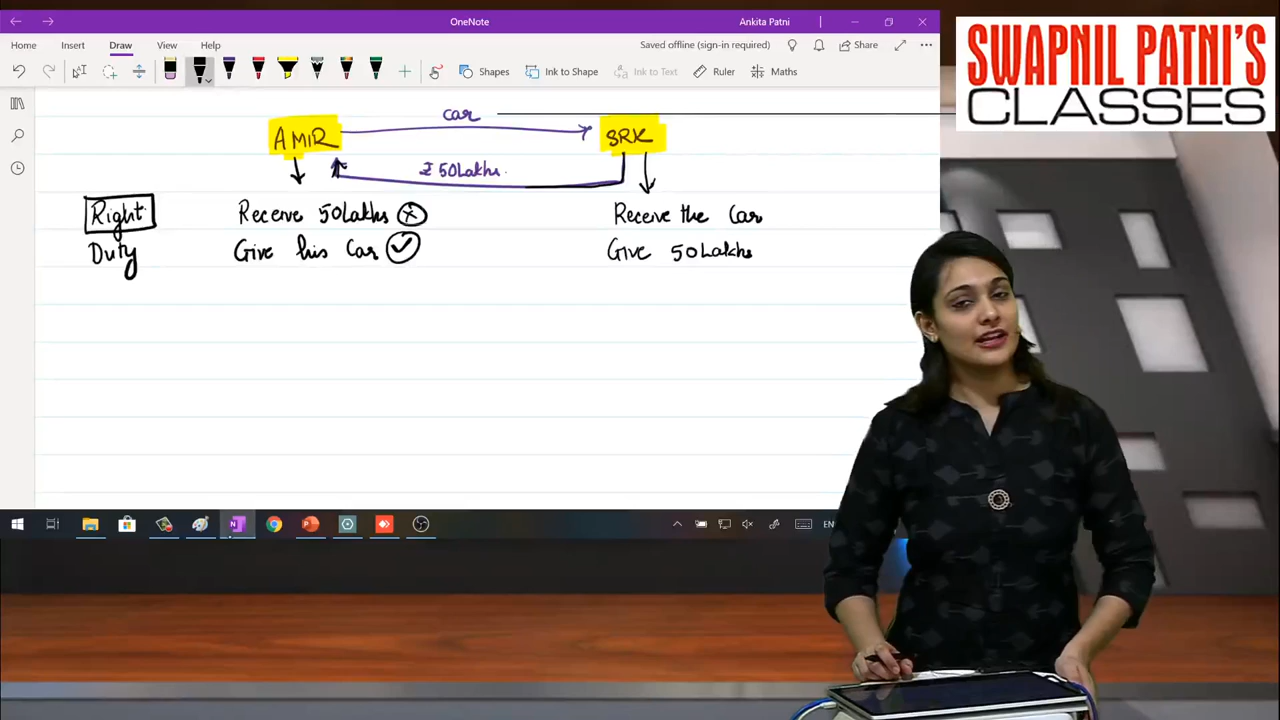 OneNote
Ankita Patni
Home Insert Draw View Help
Saved offline (sign-in required)
Share
Shapes
Ink to Shape
Ink to Text
Ruler
Maths
SWAPNIL PATNI'S
CLASSES
car
AMIR
SRK
₹ 50Lakhs.
Right
Receive 50Lakhs
Receive the Car
Duty
Give his Car
Give 50Lakhs
EN